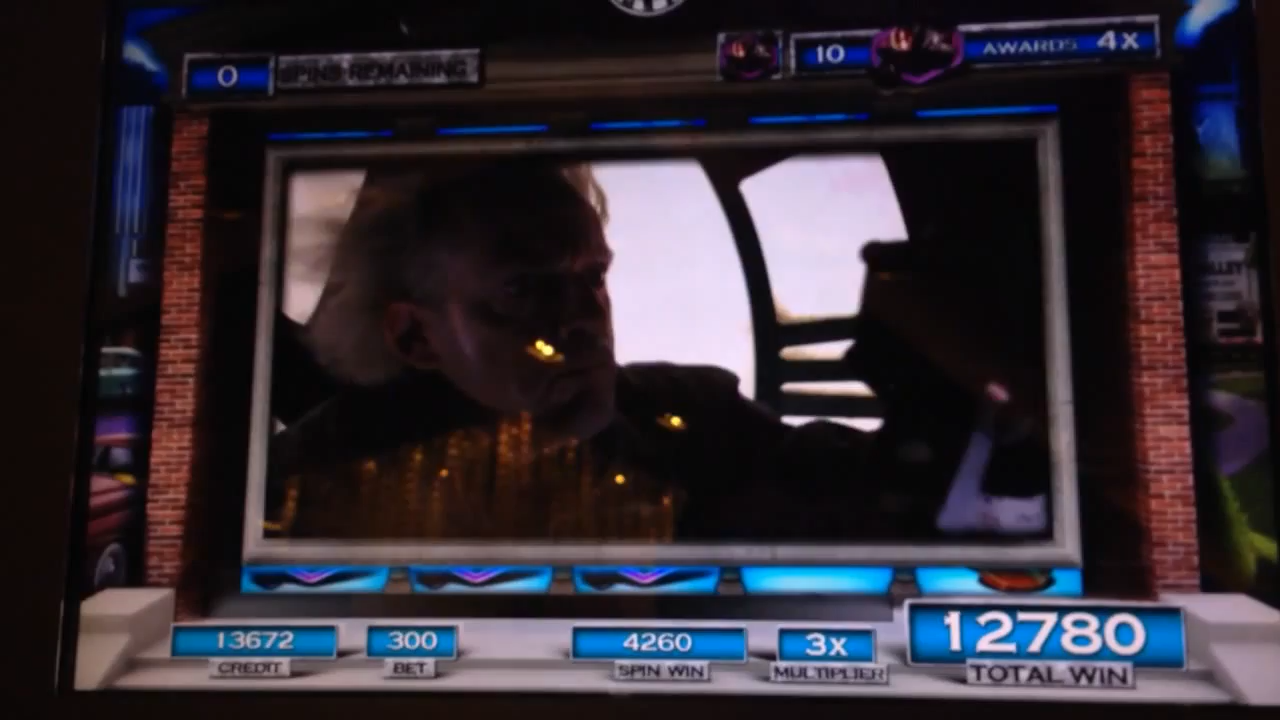 0 SPINS REMAINING
10 AWARDS 4X
13672 300 4260 3X 12780
CREDIT BET SPIN WIN MULTIPLIER TOTAL WIN